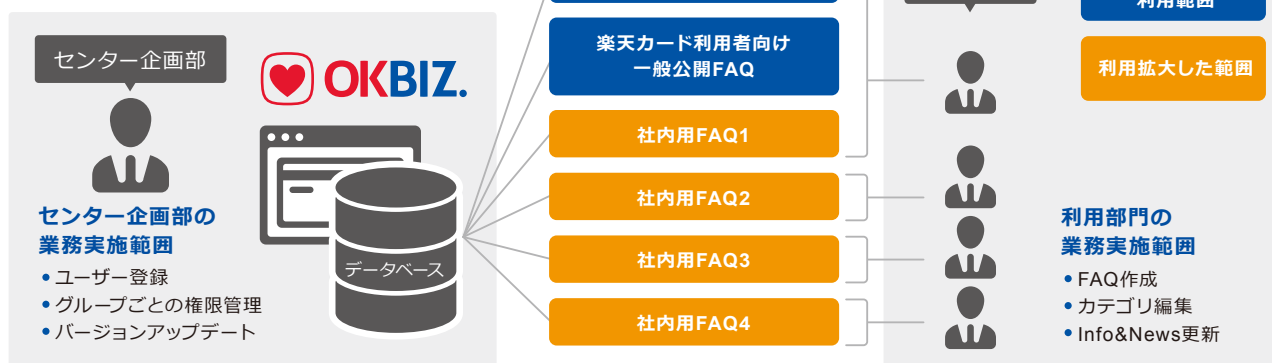 センター企画部
OKBIZ.
データベース
センター企画部の
業務実施範囲
• ユーザー登録
• グループごとの権限管理
• バージョンアップデート
楽天カード利用者向け
一般公開FAQ
社内用FAQ1
社内用FAQ2
社内用FAQ3
社内用FAQ4
利用範囲
利用拡大した範囲
利用部門の
業務実施範囲
• FAQ作成
• カテゴリ編集
• Info&News更新